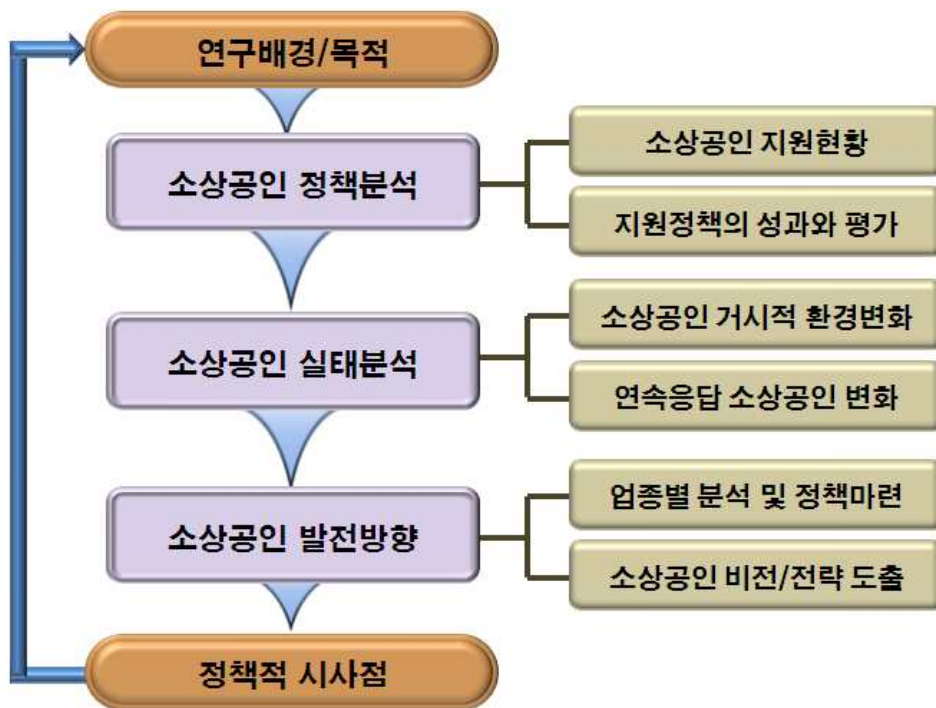 연구배경/목적
소상공인 정책분석
소상공인 지원현황
지원정책의 성과와 평가
소상공인 실태분석
소상공인 거시적 환경변화
연속응답 소상공인 변화
소상공인 발전방향
업종별 분석 및 정책마련
소상공인 비전/전략 도출
정책적 시사점